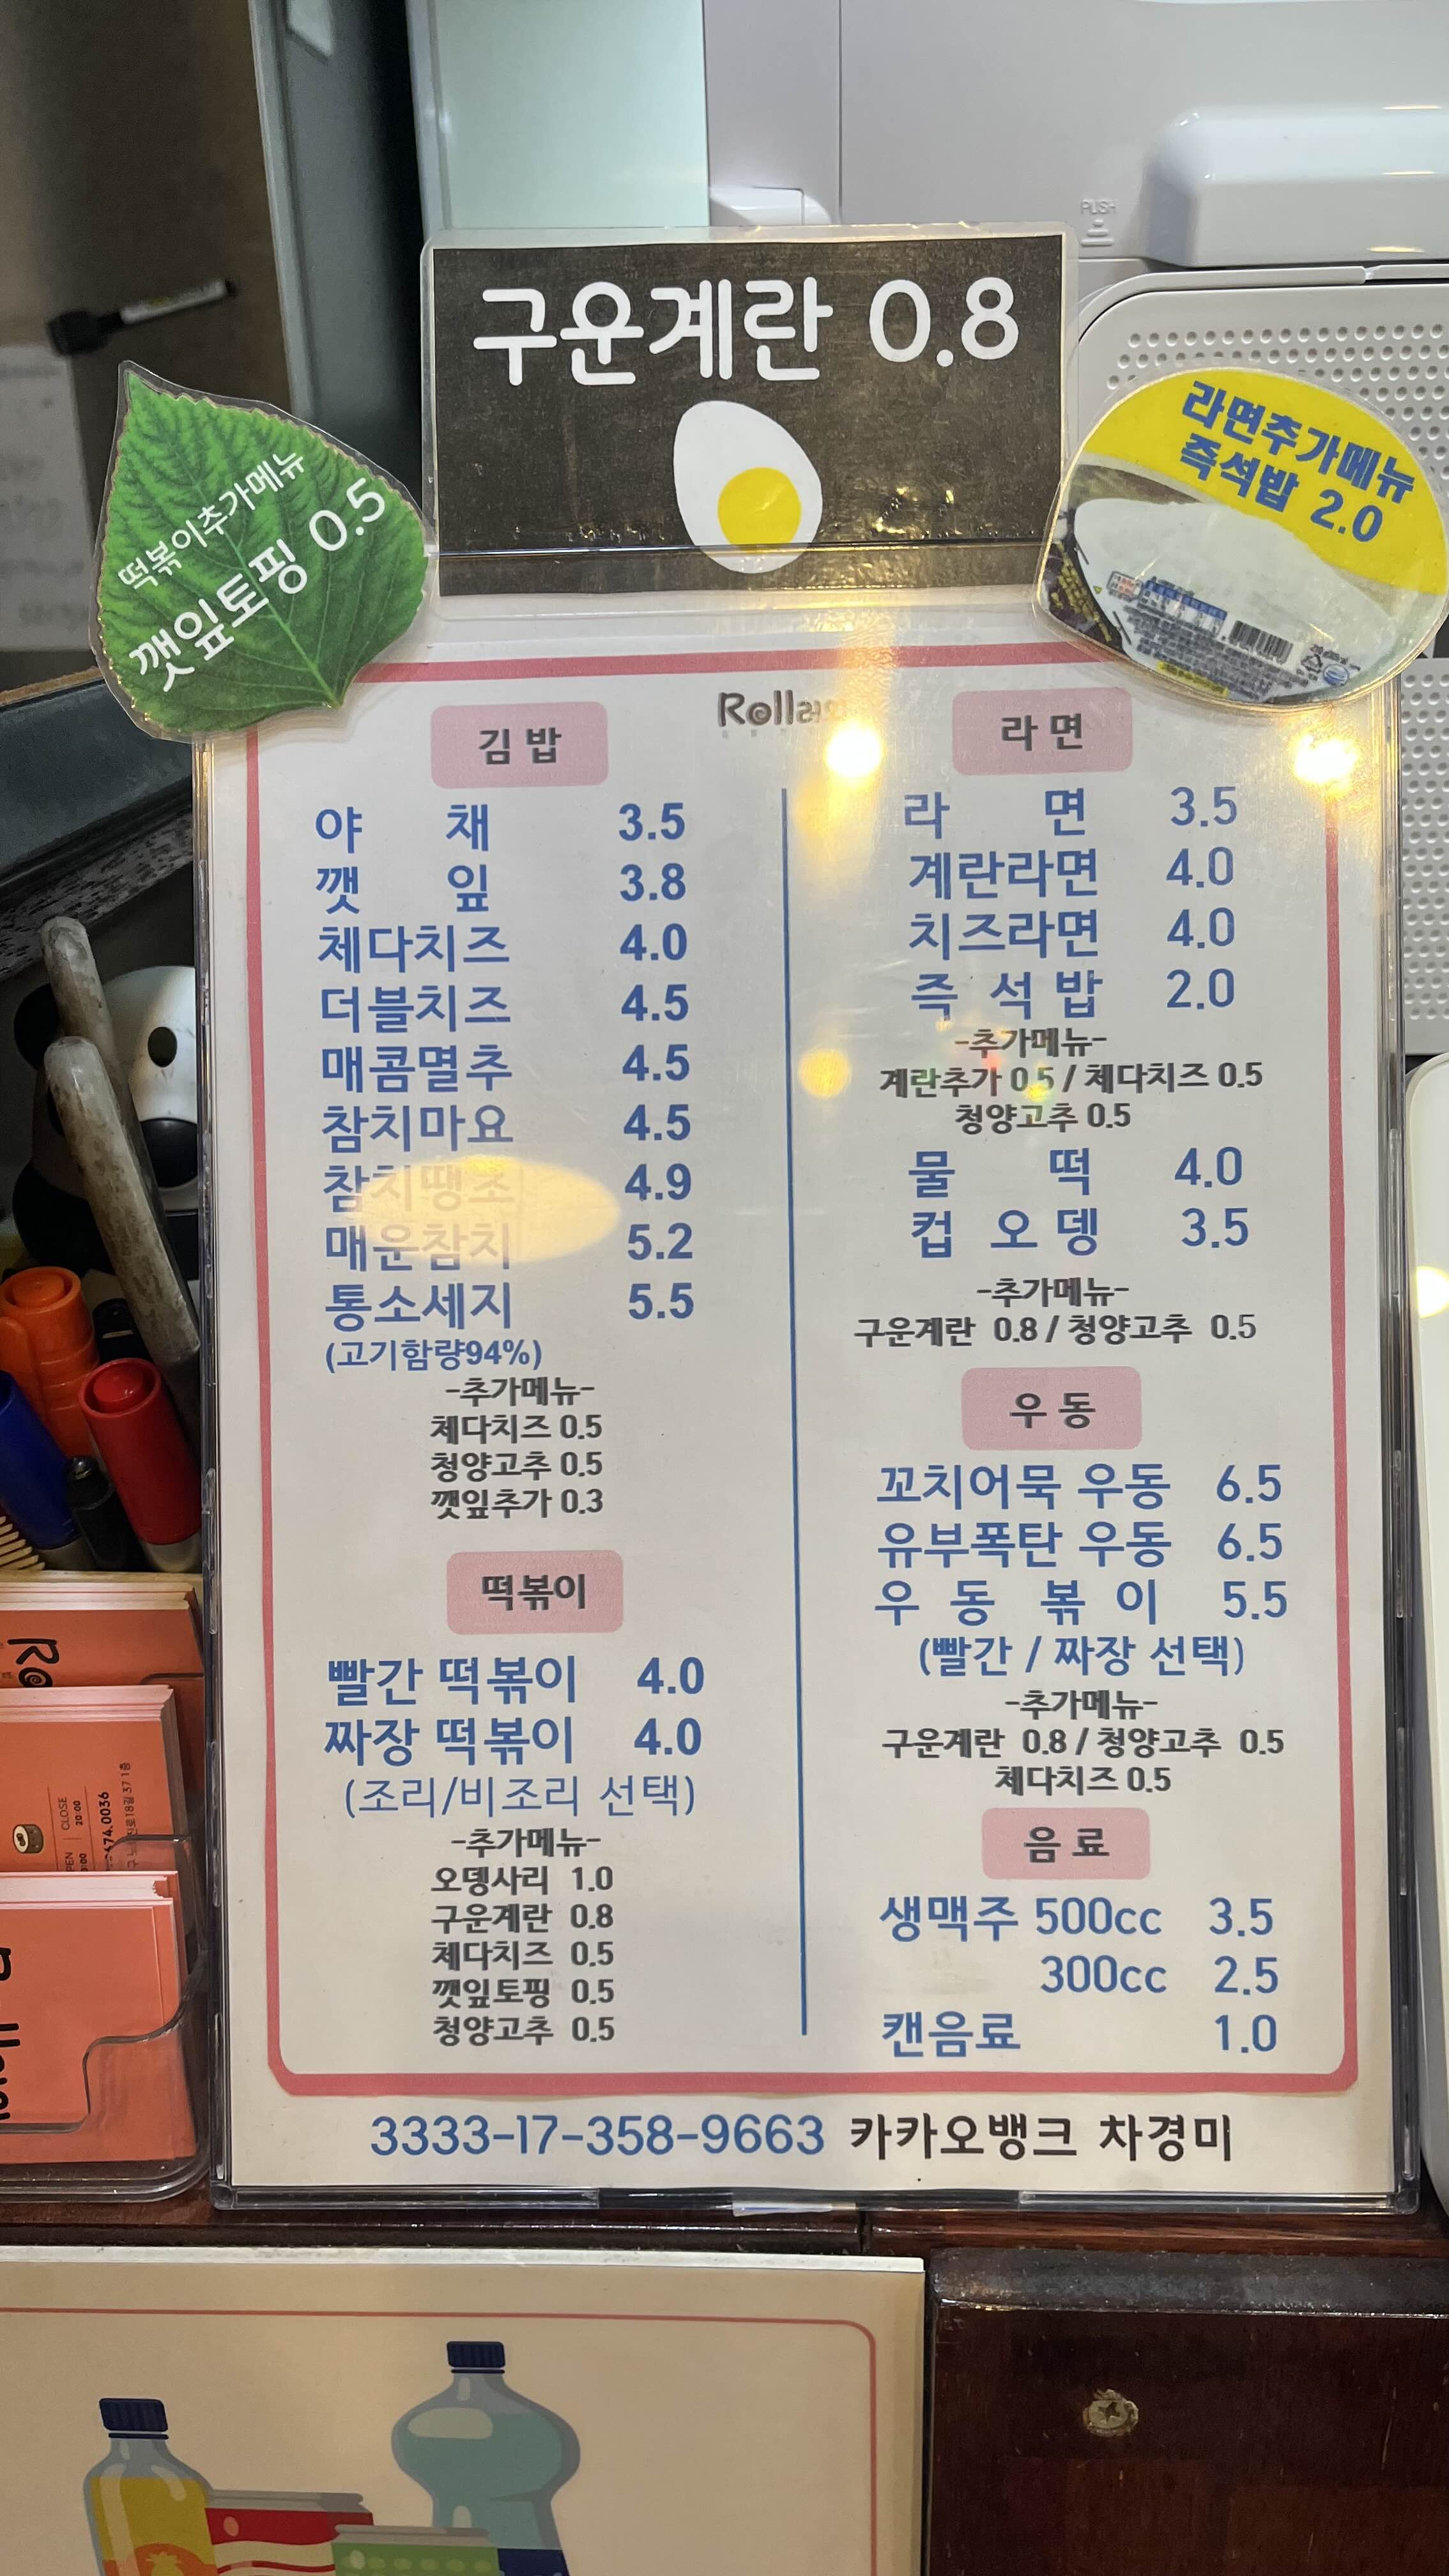 PUSH
구운계란 0.8
떡볶이추가메뉴
깻잎토핑 0.5
라면추가메뉴
즉석밥 2.0
김밥
야 채 3.5
깻 잎 3.8
체다치즈 4.0
더블치즈 4.5
매콤멸추 4.5
참치마요 4.5
참치땡초 4.9
매운참치 5.2
통소세지 5.5
(고기함량94%)
-추가메뉴-
체다치즈 0.5
청양고추 0.5
깻잎추가 0.3
떡볶이
빨간 떡볶이 4.0
짜장 떡볶이 4.0
(조리/비조리 선택)
-추가메뉴-
오뎅사리 1.0
구운계란 0.8
체다치즈 0.5
깻잎토핑 0.5
청양고추 0.5
라면
라 면 3.5
계란라면 4.0
치즈라면 4.0
즉 석 밥 2.0
-추가메뉴-
계란추가 0.5 / 체다치즈 0.5
청양고추 0.5
물 떡 4.0
컵 오 뎅 3.5
-추가메뉴-
구운계란 0.8 / 청양고추 0.5
우동
꼬치어묵 우동 6.5
유부폭탄 우동 6.5
우 동 볶 이 5.5
(빨간 / 짜장 선택)
-추가메뉴-
구운계란 0.8 / 청양고추 0.5
체다치즈 0.5
음료
생맥주 500cc 3.5
300cc 2.5
캔음료 1.0
3333-17-358-9663 카카오뱅크 차경미
CLOSE
20:00